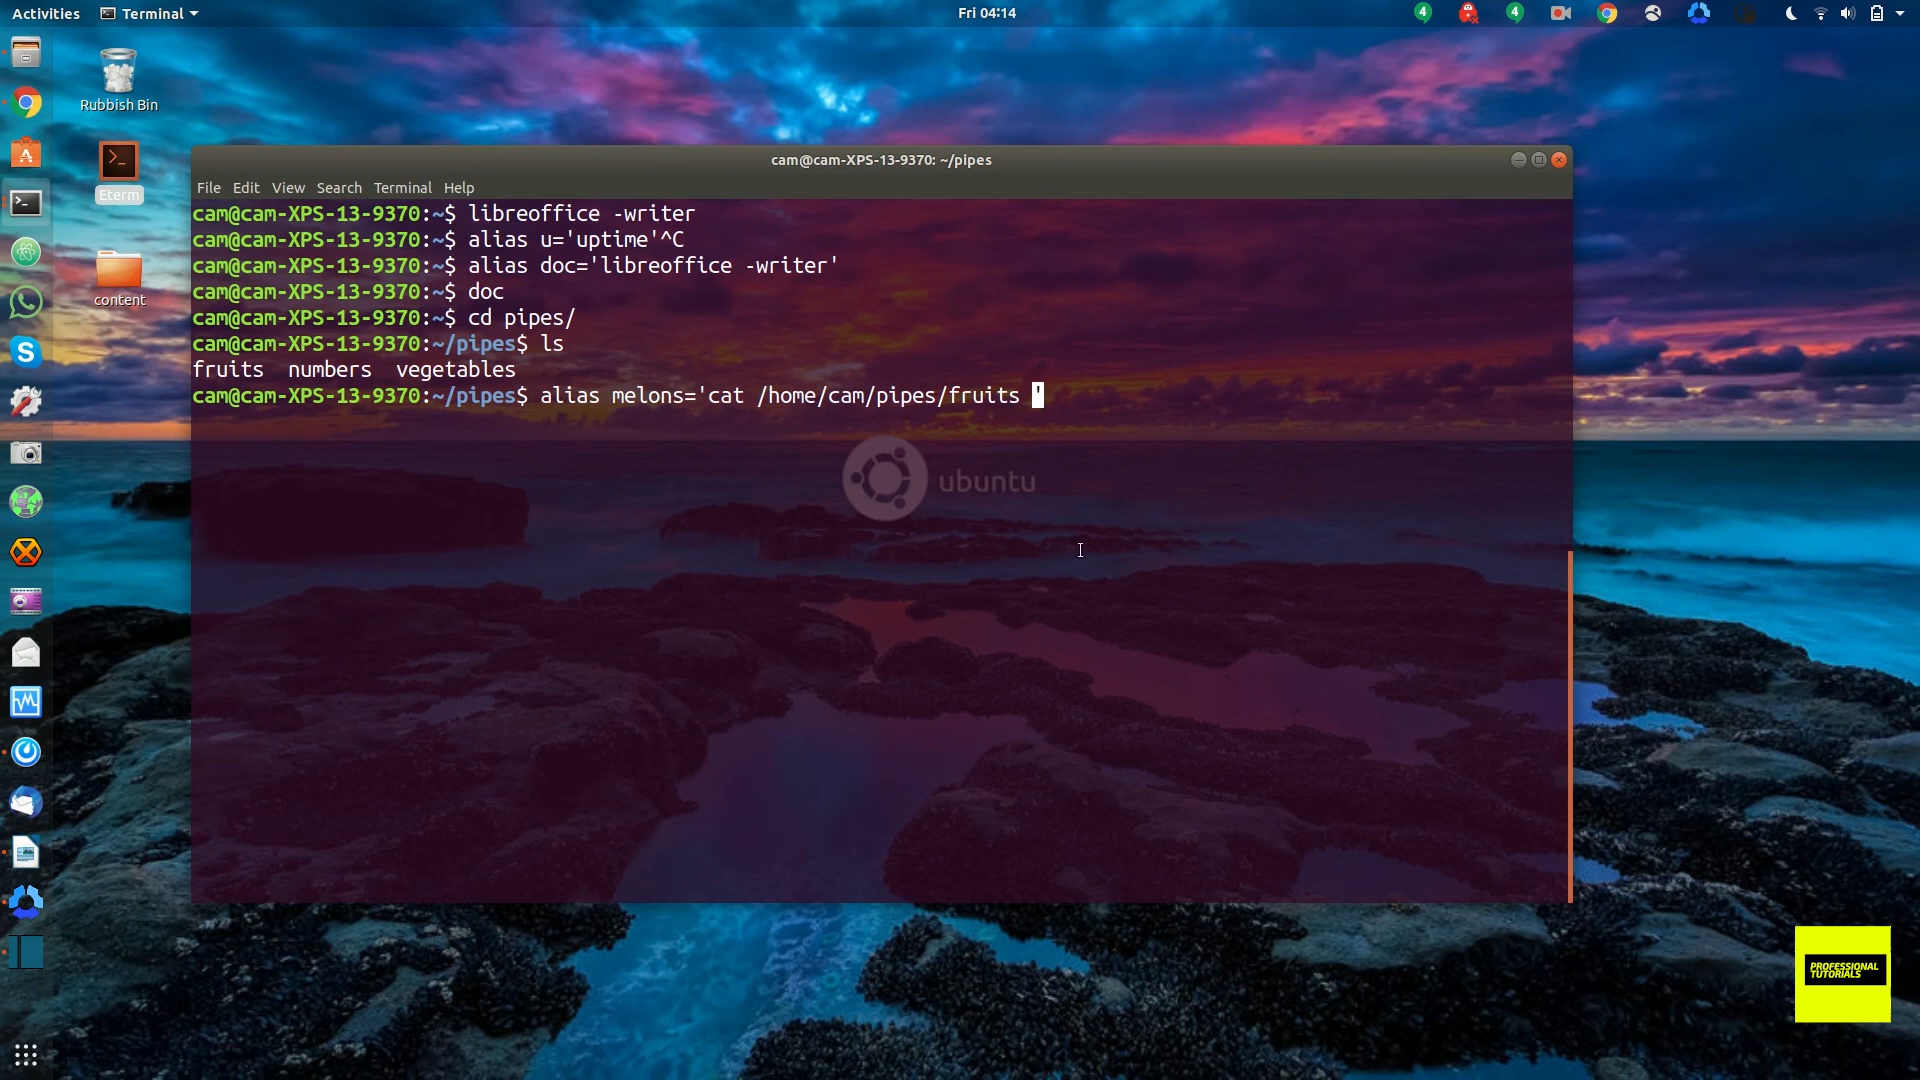 Activities Terminal Fri 04:14 4 4
Rubbish Bin
Eterm
content
cam@cam-XPS-13-9370: ~/pipes
File Edit View Search Terminal Help
cam@cam-XPS-13-9370:~$ libreoffice -writer
cam@cam-XPS-13-9370:~$ alias u='uptime'^C
cam@cam-XPS-13-9370:~$ alias doc='libreoffice -writer'
cam@cam-XPS-13-9370:~$ doc
cam@cam-XPS-13-9370:~$ cd pipes/
cam@cam-XPS-13-9370:~/pipes$ ls
fruits  numbers  vegetables
cam@cam-XPS-13-9370:~/pipes$ alias melons='cat /home/cam/pipes/fruits '
ubuntu
PROFESSIONAL
TUTORIALS